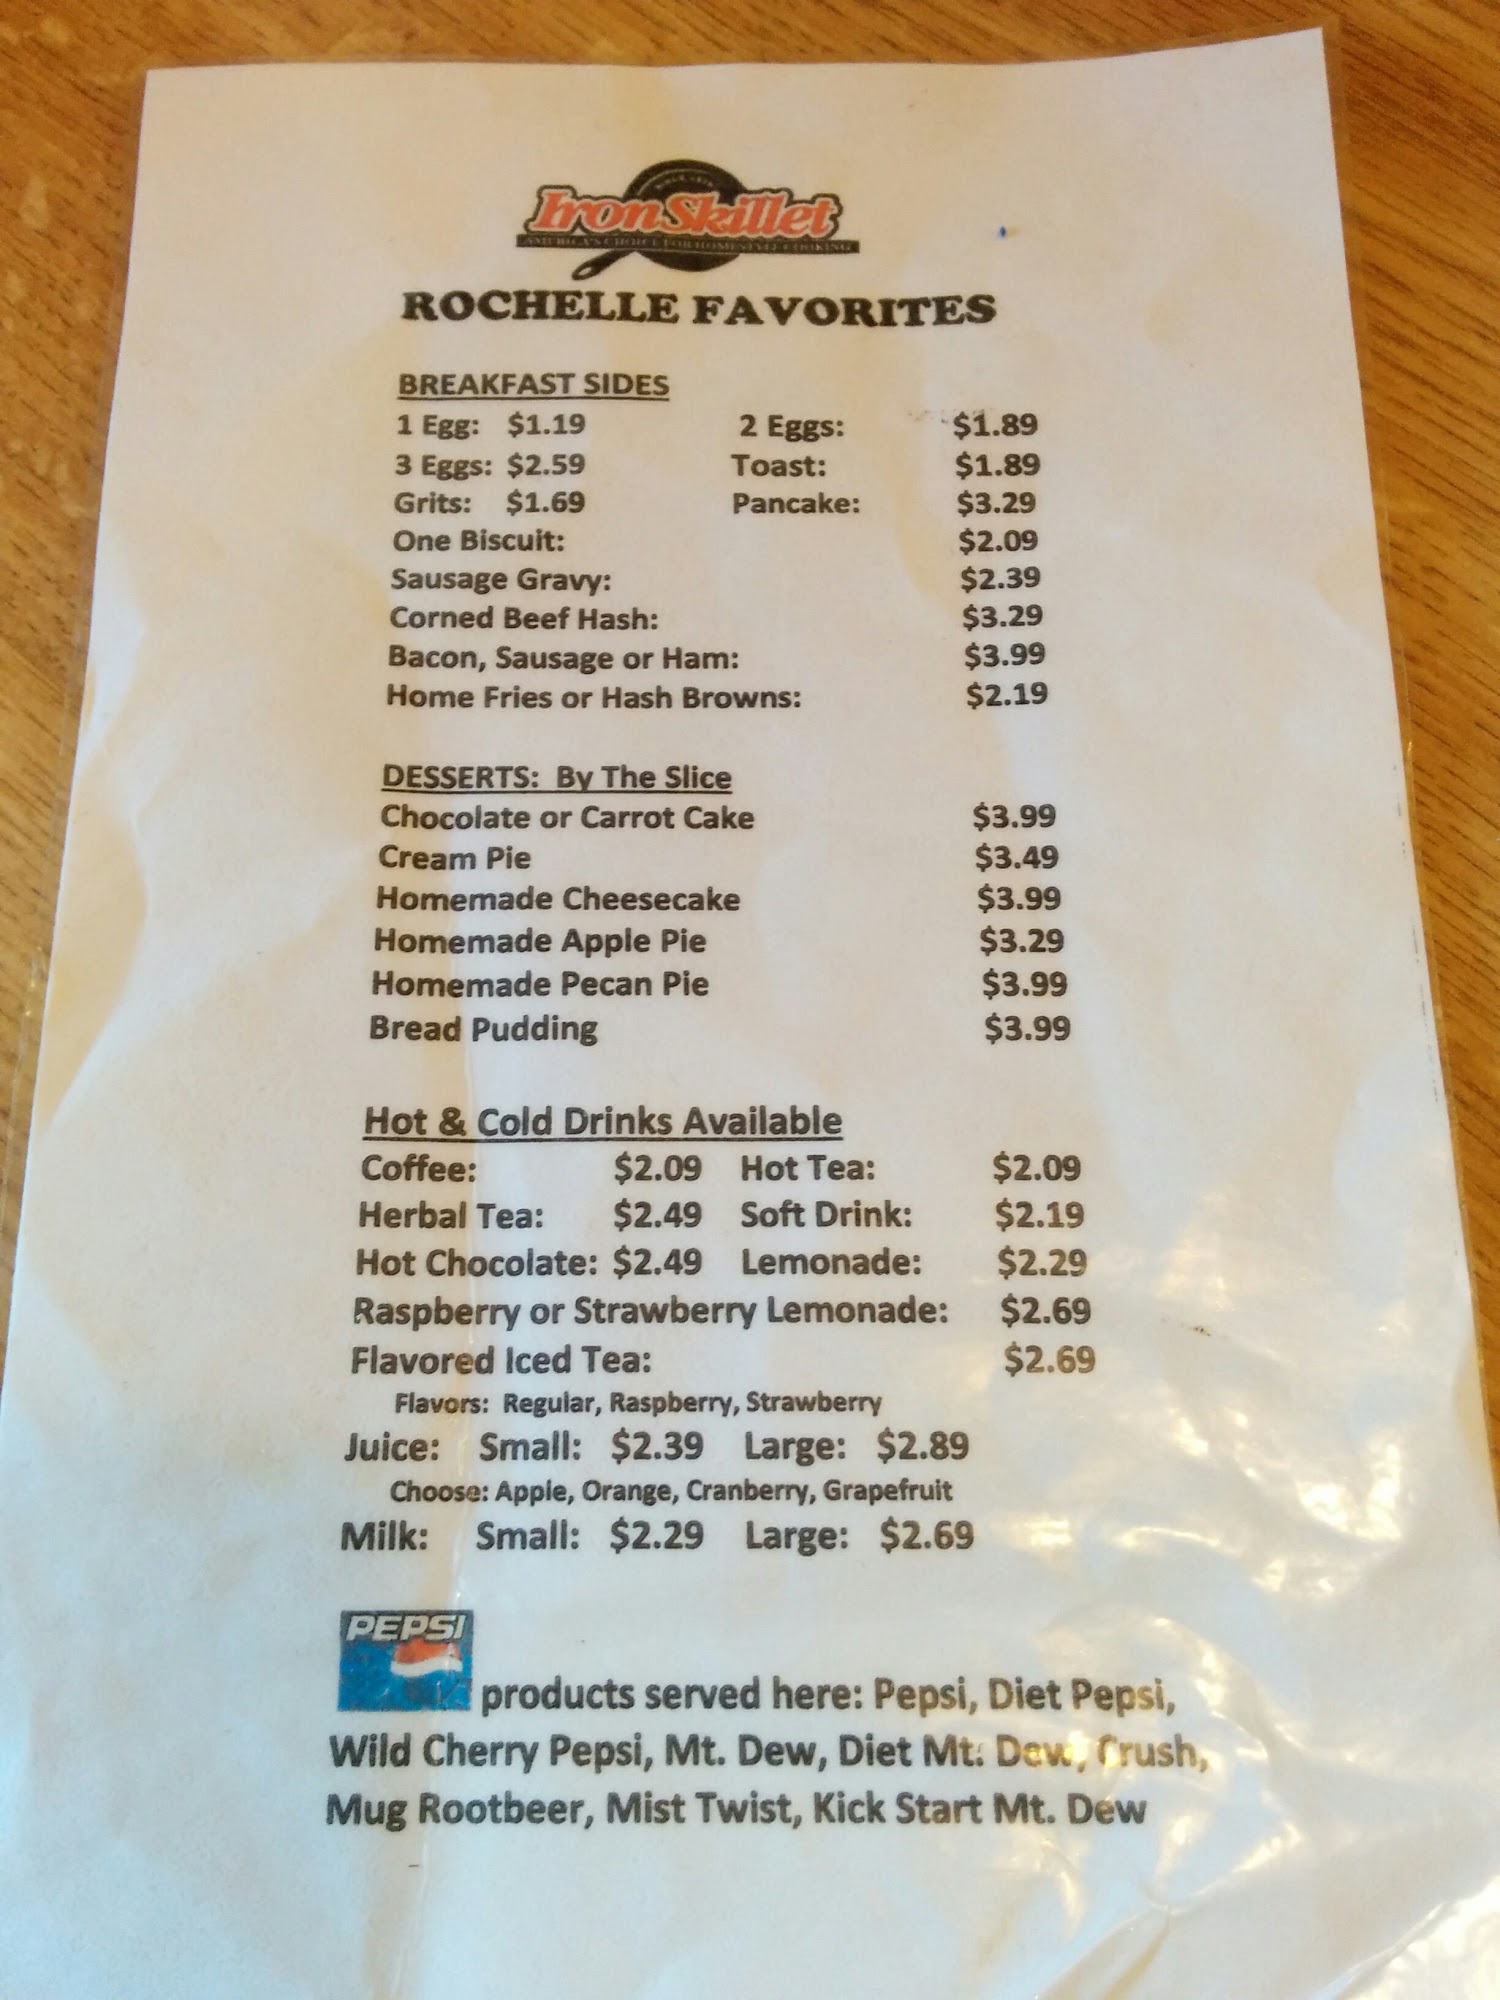 Iron Skillet
AMERICA'S CHOICE FOR HOMESTYLE COOKING
ROCHELLE FAVORITES
BREAKFAST SIDES
1 Egg: $1.19 2 Eggs: $1.89
3 Eggs: $2.59 Toast: $1.89
Grits: $1.69 Pancake: $3.29
One Biscuit: $2.09
Sausage Gravy: $2.39
Corned Beef Hash: $3.29
Bacon, Sausage or Ham: $3.99
Home Fries or Hash Browns: $2.19
DESSERTS: By The Slice
Chocolate or Carrot Cake $3.99
Cream Pie $3.49
Homemade Cheesecake $3.99
Homemade Apple Pie $3.29
Homemade Pecan Pie $3.99
Bread Pudding $3.99
Hot & Cold Drinks Available
Coffee: $2.09 Hot Tea: $2.09
Herbal Tea: $2.49 Soft Drink: $2.19
Hot Chocolate: $2.49 Lemonade: $2.29
Raspberry or Strawberry Lemonade: $2.69
Flavored Iced Tea: $2.69
Flavors: Regular, Raspberry, Strawberry
Juice: Small: $2.39 Large: $2.89
Choose: Apple, Orange, Cranberry, Grapefruit
Milk: Small: $2.29 Large: $2.69
PEPSI
products served here: Pepsi, Diet Pepsi,
Wild Cherry Pepsi, Mt. Dew, Diet Mt. Dew, Crush,
Mug Rootbeer, Mist Twist, Kick Start Mt. Dew